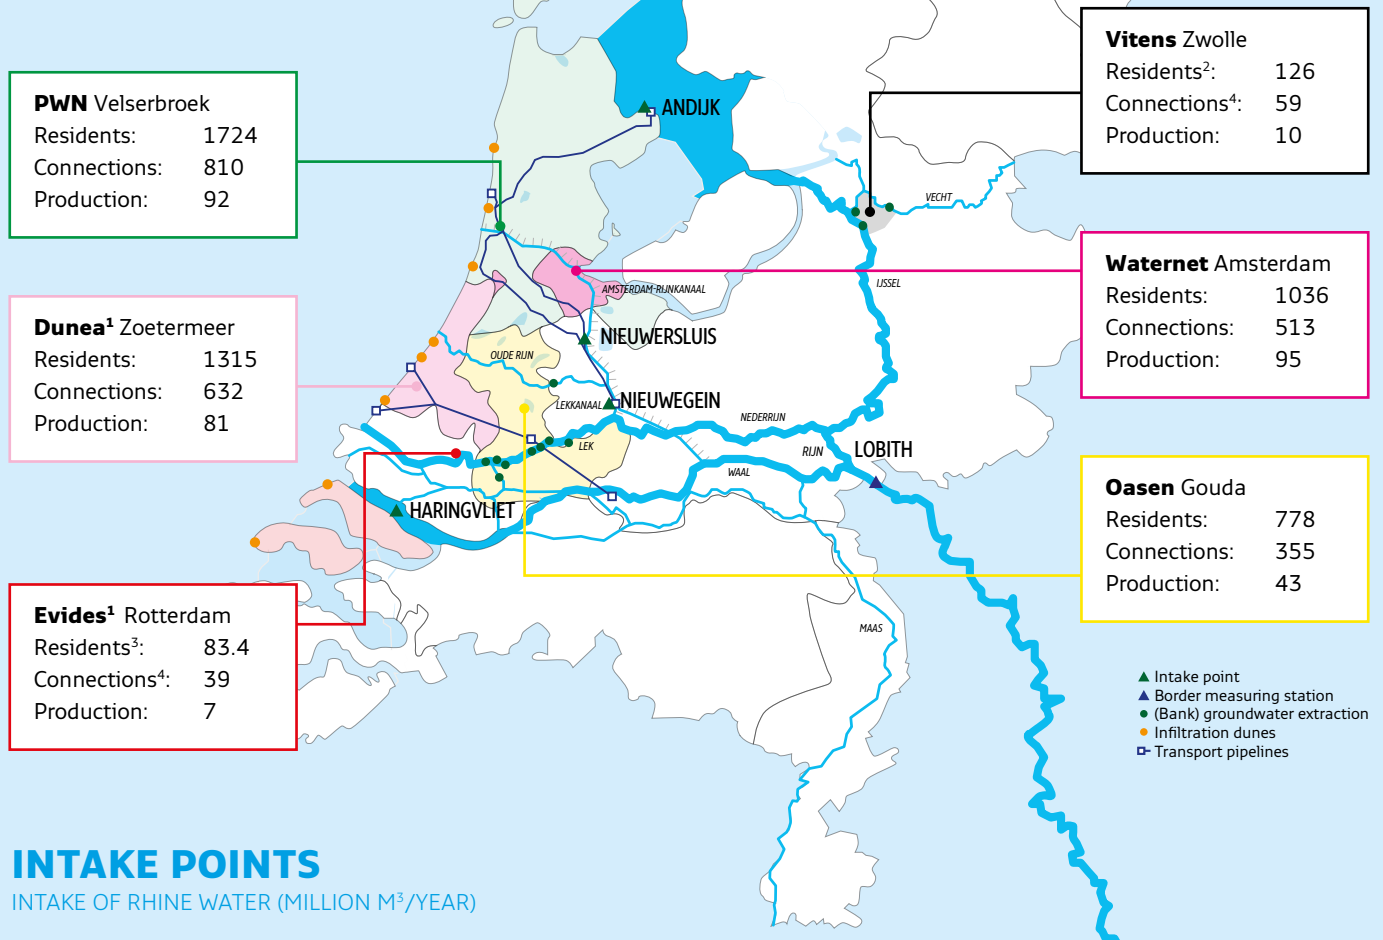 PWN Velserbroek
Residents: 1724
Connections: 810
Production: 92
Dunea¹ Zoetermeer
Residents: 1315
Connections: 632
Production: 81
Evides¹ Rotterdam
Residents³: 83.4
Connections⁴: 39
Production: 7
Vitens Zwolle
Residents²: 126
Connections⁴: 59
Production: 10
Waternet Amsterdam
Residents: 1036
Connections: 513
Production: 95
Oasen Gouda
Residents: 778
Connections: 355
Production: 43
ANDIJK
VECHT
IJSSEL
AMSTERDAM-RIJNKANAAL
NIEUWERSLUIS
OUDE RIJN
LEKKANAAL
NIEUWEGEIN
NEDERRIJN
LEK
RIJN
LOBITH
WAAL
HARINGVLIET
MAAS
Intake point
Border measuring station
(Bank) groundwater extraction
Infiltration dunes
Transport pipelines
INTAKE POINTS
INTAKE OF RHINE WATER (MILLION M³/YEAR)